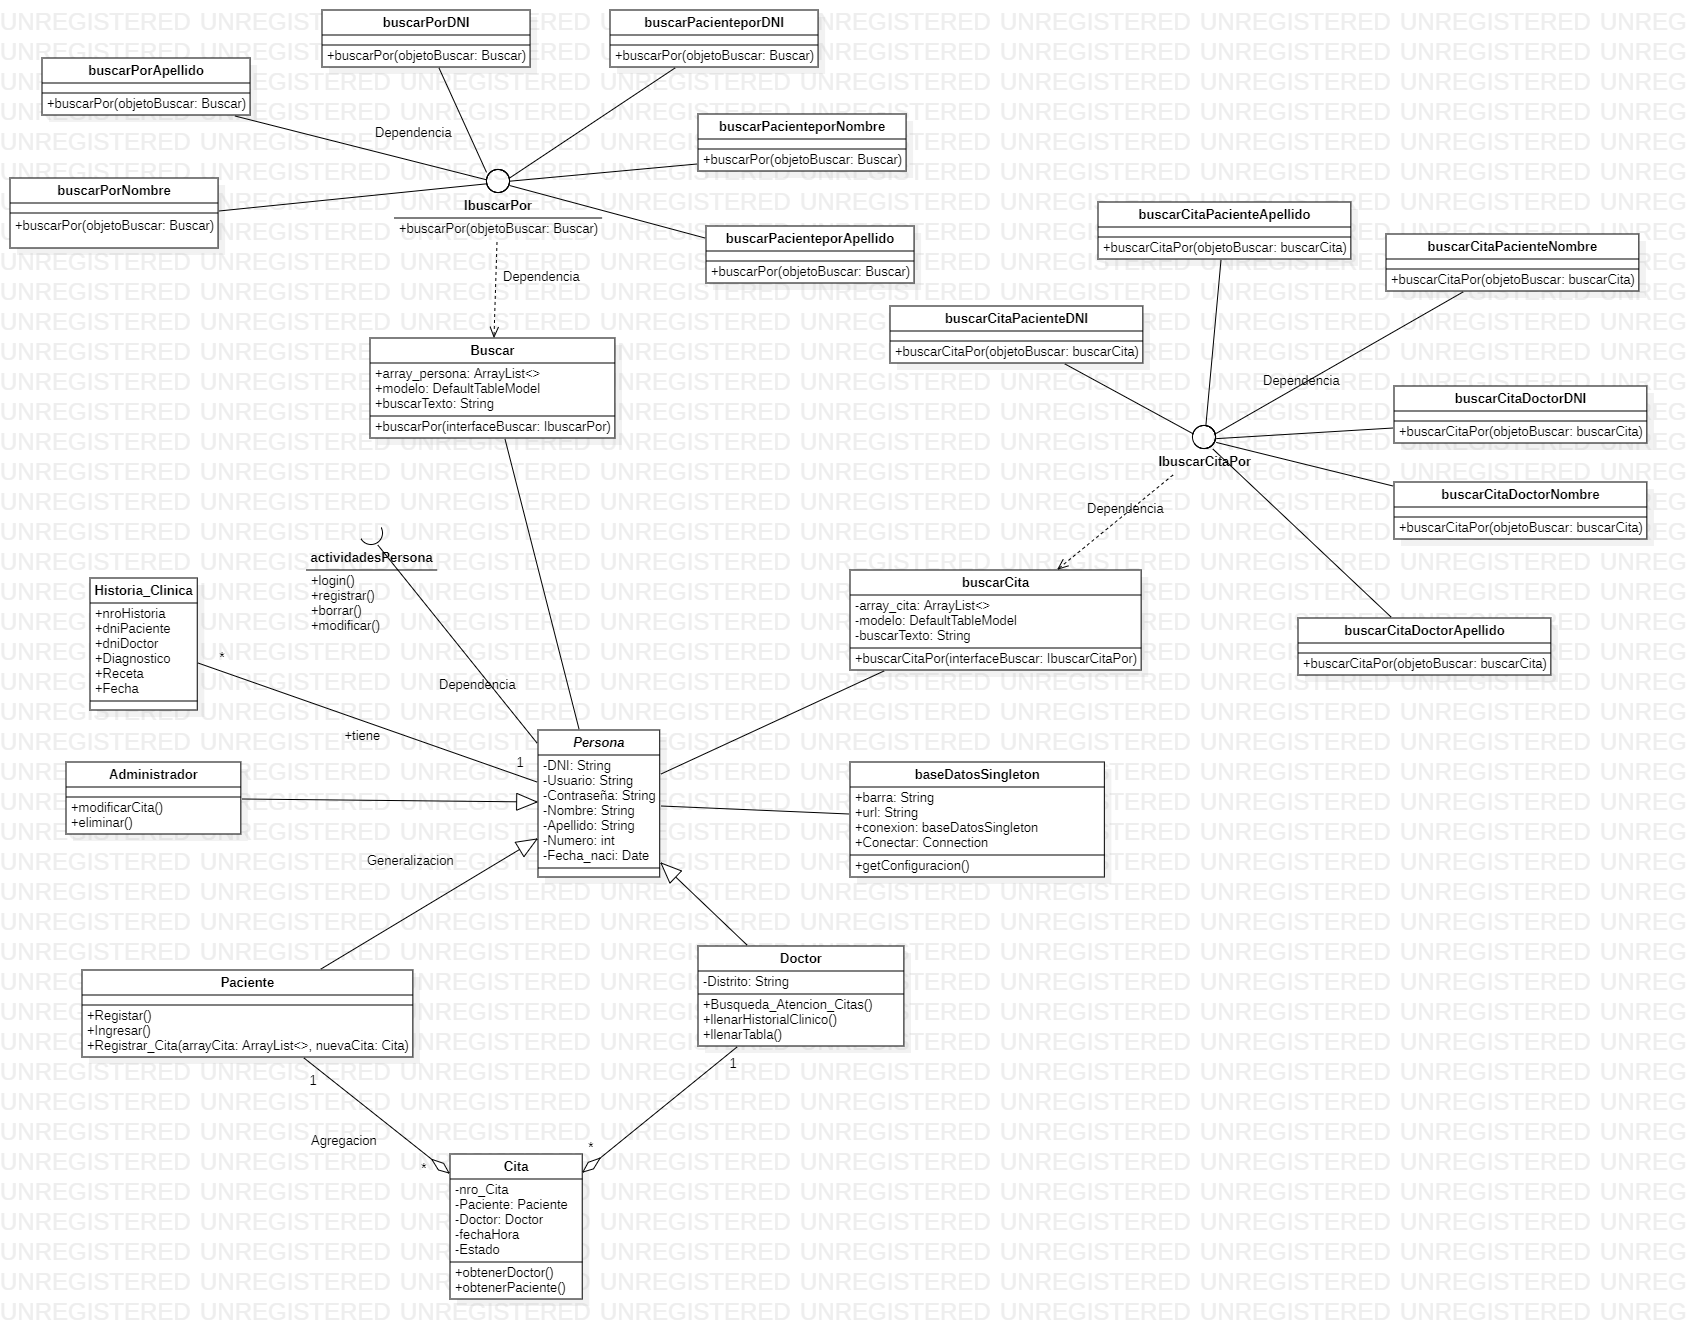 buscarPorDNI
+buscarPor(objetoBuscar: Buscar)
buscarPacienteporDNI
+buscarPor(objetoBuscar: Buscar)
buscarPorApellido
+buscarPor(objetoBuscar: Buscar)
Dependencia
buscarPacienteporNombre
+buscarPor(objetoBuscar: Buscar)
buscarPorNombre
+buscarPor(objetoBuscar: Buscar)
IbuscarPor
+buscarPor(objetoBuscar: Buscar)
buscarPacienteporApellido
+buscarPor(objetoBuscar: Buscar)
Dependencia
buscarCitaPacienteApellido
+buscarCitaPor(objetoBuscar: buscarCita)
buscarCitaPacienteNombre
+buscarCitaPor(objetoBuscar: buscarCita)
buscarCitaPacienteDNI
+buscarCitaPor(objetoBuscar: buscarCita)
Dependencia
buscarCitaDoctorDNI
+buscarCitaPor(objetoBuscar: buscarCita)
IbuscarCitaPor
buscarCitaDoctorNombre
+buscarCitaPor(objetoBuscar: buscarCita)
Dependencia
buscarCitaDoctorApellido
+buscarCitaPor(objetoBuscar: buscarCita)
Buscar
+array_persona: ArrayList<>
+modelo: DefaultTableModel
+buscarTexto: String
+buscarPor(interfaceBuscar: IbuscarPor)
actividadesPersona
+login()
+registrar()
+borrar()
+modificar()
Dependencia
Historia_Clinica
+nroHistoria
+dniPaciente
+dniDoctor
+Diagnostico
+Receta
+Fecha
*
+tiene
1
buscarCita
-array_cita: ArrayList<>
-modelo: DefaultTableModel
-buscarTexto: String
+buscarCitaPor(interfaceBuscar: IbuscarCitaPor)
Persona
-DNI: String
-Usuario: String
-Contraseña: String
-Nombre: String
-Apellido: String
-Numero: int
-Fecha_naci: Date
Administrador
+modificarCita()
+eliminar()
baseDatosSingleton
+barra: String
+url: String
+conexion: baseDatosSingleton
+Conectar: Connection
+getConfiguracion()
Generalizacion
Paciente
+Registar()
+Ingresar()
+Registrar_Cita(arrayCita: ArrayList<>, nuevaCita: Cita)
Doctor
-Distrito: String
+Busqueda_Atencion_Citas()
+llenarHistorialClinico()
+llenarTabla()
1
1
Agregacion
*
*
Cita
-nro_Cita
-Paciente: Paciente
-Doctor: Doctor
-fechaHora
-Estado
+obtenerDoctor()
+obtenerPaciente()
UNREGISTERED